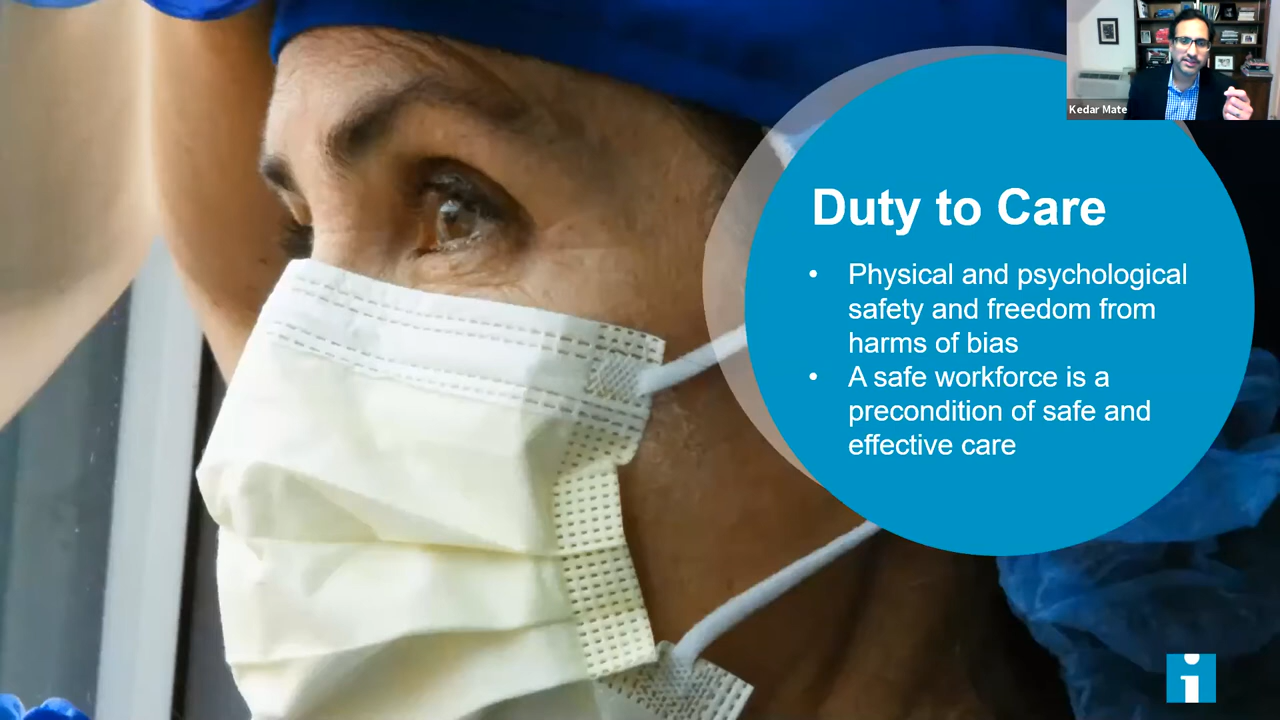 Kedar Mate
Duty to Care
• Physical and psychological
safety and freedom from
harms of bias
• A safe workforce is a
precondition of safe and
effective care